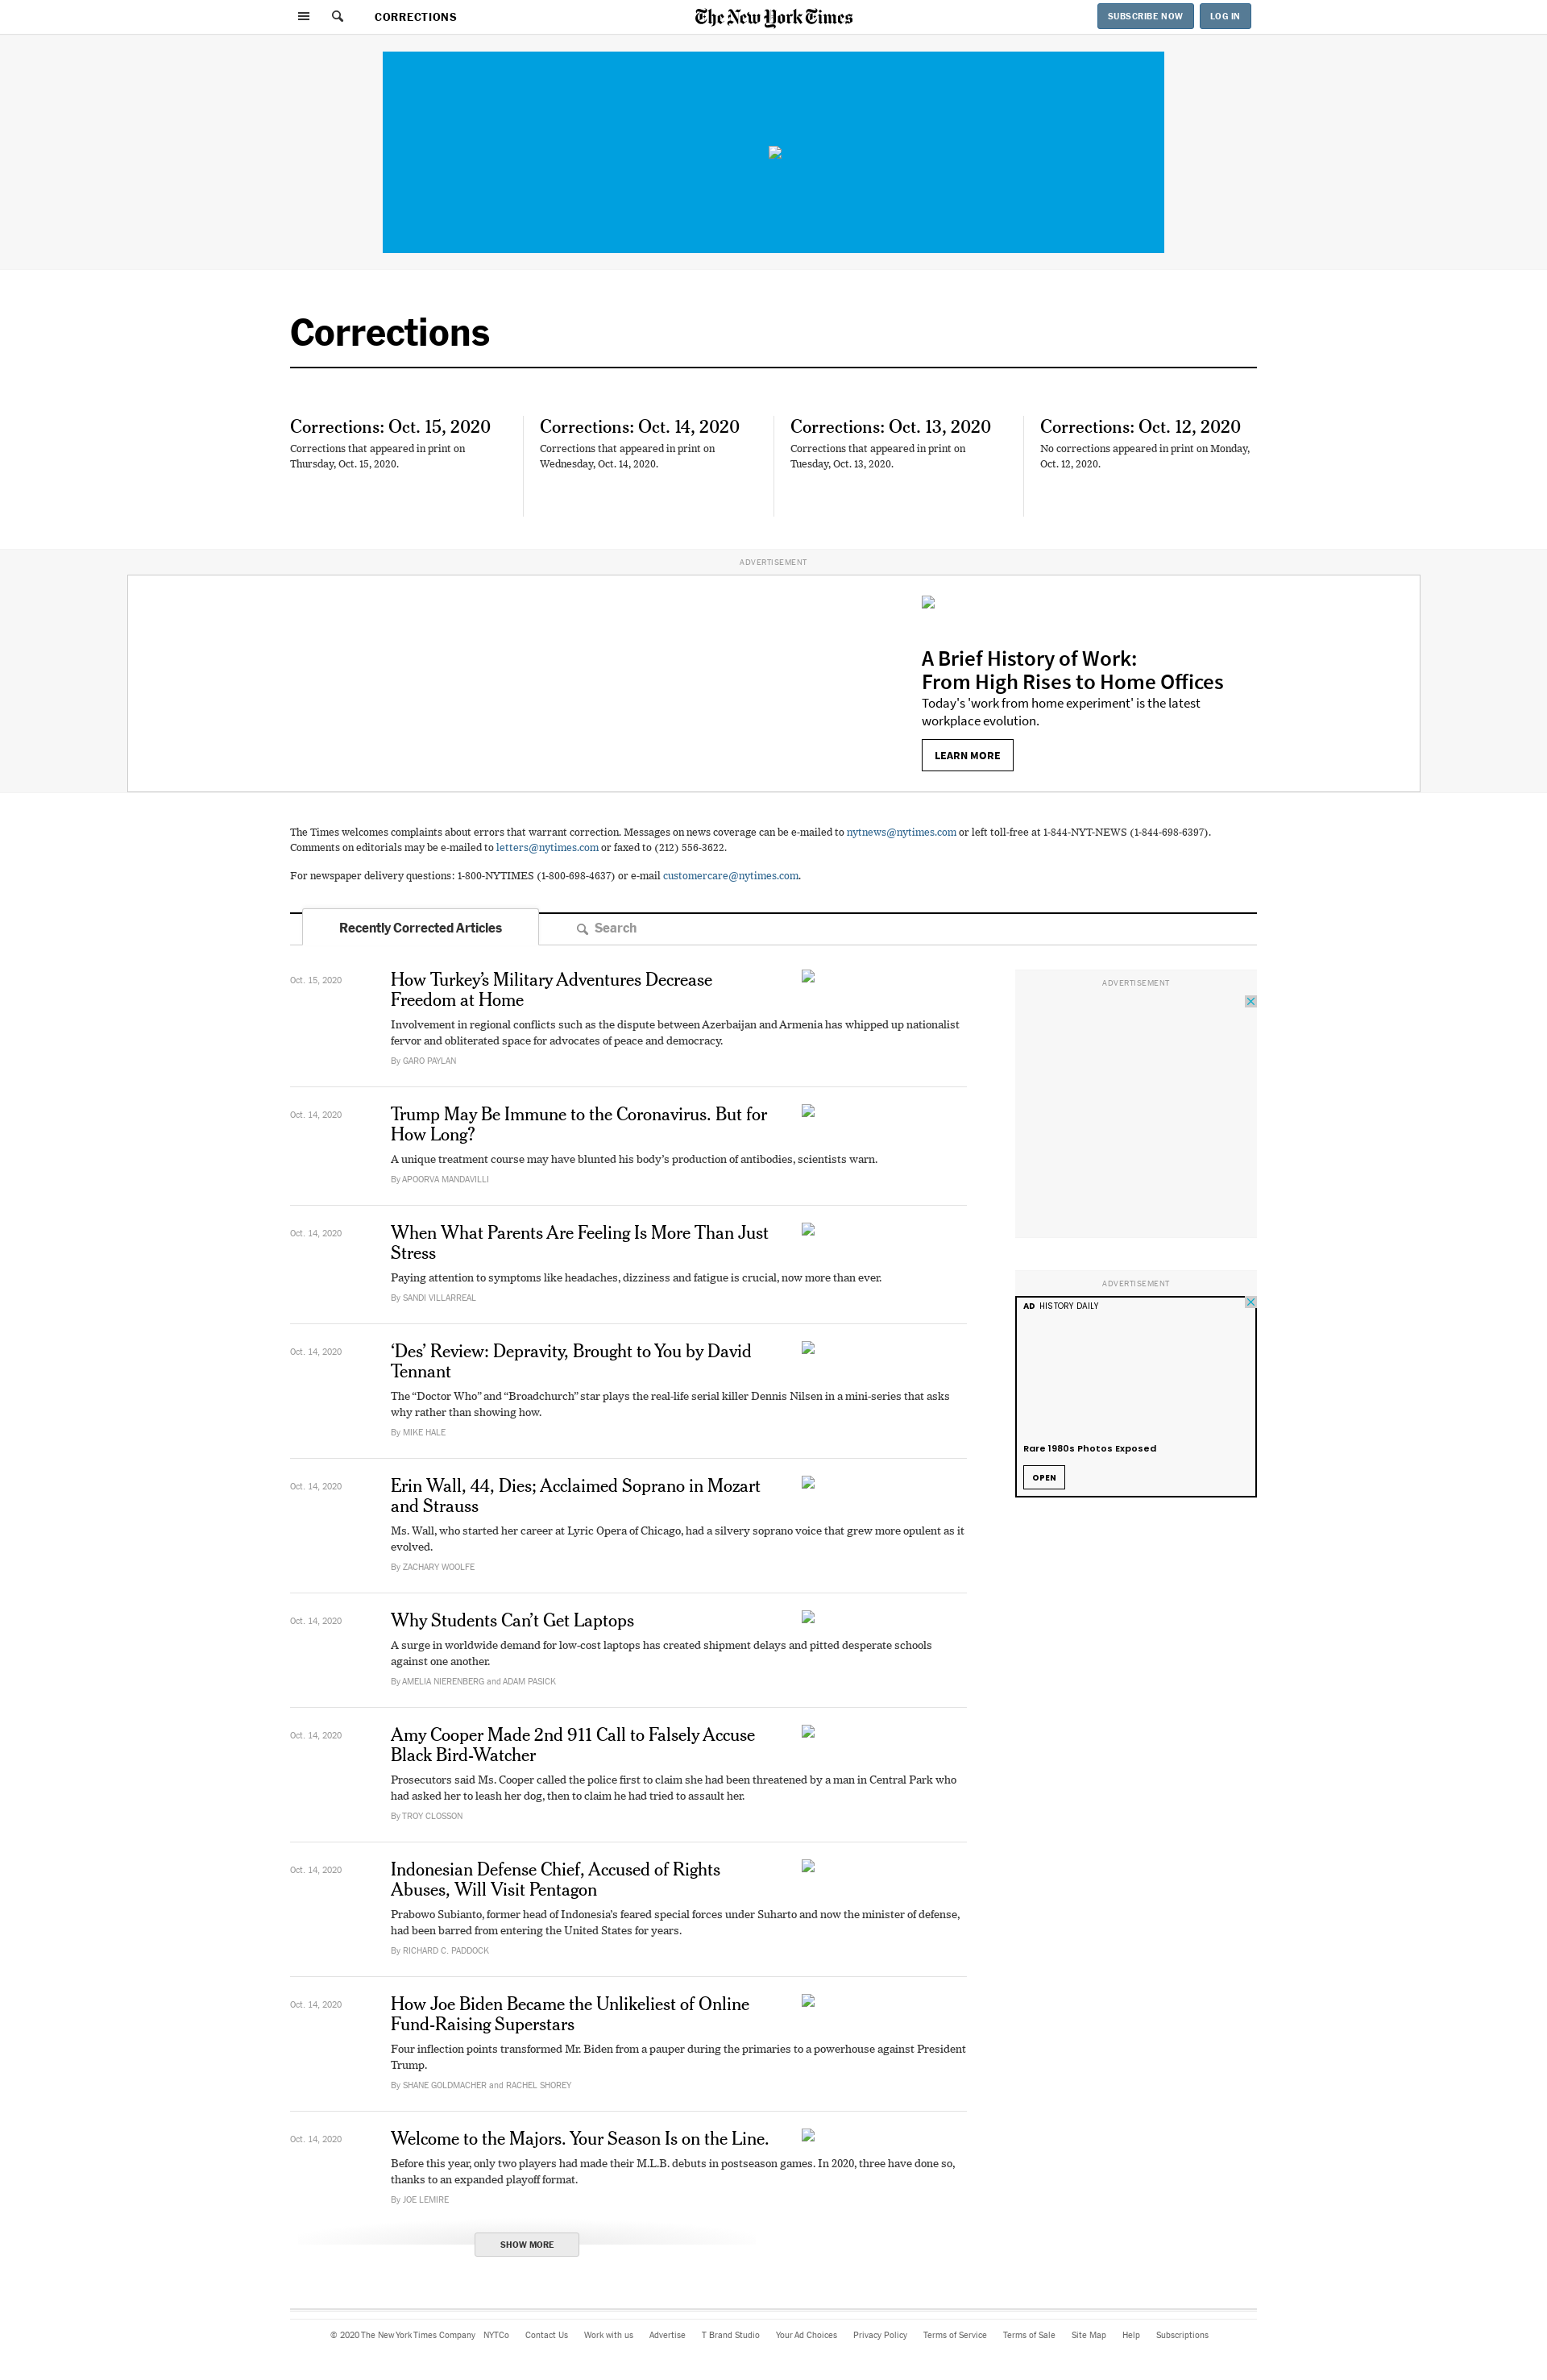 CORRECTIONS
The New York Times
SUBSCRIBE NOW
LOG IN
Corrections
Corrections: Oct. 15, 2020
Corrections that appeared in print on
Thursday, Oct. 15, 2020.
Corrections: Oct. 14, 2020
Corrections that appeared in print on
Wednesday, Oct. 14, 2020.
Corrections: Oct. 13, 2020
Corrections that appeared in print on
Tuesday, Oct. 13, 2020.
Corrections: Oct. 12, 2020
No corrections appeared in print on Monday,
Oct. 12, 2020.
ADVERTISEMENT
A Brief History of Work:
From High Rises to Home Offices
Today's 'work from home experiment' is the latest
workplace evolution.
LEARN MORE
The Times welcomes complaints about errors that warrant correction. Messages on news coverage can be e-mailed to nytnews@nytimes.com or left toll-free at 1-844-NYT-NEWS (1-844-698-6397).
Comments on editorials may be e-mailed to letters@nytimes.com or faxed to (212) 556-3622.
For newspaper delivery questions: 1-800-NYTIMES (1-800-698-4637) or e-mail customercare@nytimes.com.
Recently Corrected Articles
Search
Oct. 15, 2020
How Turkey’s Military Adventures Decrease
Freedom at Home
Involvement in regional conflicts such as the dispute between Azerbaijan and Armenia has whipped up nationalist
fervor and obliterated space for advocates of peace and democracy.
By GARO PAYLAN
Oct. 14, 2020
Trump May Be Immune to the Coronavirus. But for
How Long?
A unique treatment course may have blunted his body’s production of antibodies, scientists warn.
By APOORVA MANDAVILLI
Oct. 14, 2020
When What Parents Are Feeling Is More Than Just
Stress
Paying attention to symptoms like headaches, dizziness and fatigue is crucial, now more than ever.
By SANDI VILLARREAL
Oct. 14, 2020
‘Des’ Review: Depravity, Brought to You by David
Tennant
The “Doctor Who” and “Broadchurch” star plays the real-life serial killer Dennis Nilsen in a mini-series that asks
why rather than showing how.
By MIKE HALE
Oct. 14, 2020
Erin Wall, 44, Dies; Acclaimed Soprano in Mozart
and Strauss
Ms. Wall, who started her career at Lyric Opera of Chicago, had a silvery soprano voice that grew more opulent as it
evolved.
By ZACHARY WOOLFE
Oct. 14, 2020
Why Students Can’t Get Laptops
A surge in worldwide demand for low-cost laptops has created shipment delays and pitted desperate schools
against one another.
By AMELIA NIERENBERG and ADAM PASICK
Oct. 14, 2020
Amy Cooper Made 2nd 911 Call to Falsely Accuse
Black Bird-Watcher
Prosecutors said Ms. Cooper called the police first to claim she had been threatened by a man in Central Park who
had asked her to leash her dog, then to claim he had tried to assault her.
By TROY CLOSSON
Oct. 14, 2020
Indonesian Defense Chief, Accused of Rights
Abuses, Will Visit Pentagon
Prabowo Subianto, former head of Indonesia’s feared special forces under Suharto and now the minister of defense,
had been barred from entering the United States for years.
By RICHARD C. PADDOCK
Oct. 14, 2020
How Joe Biden Became the Unlikeliest of Online
Fund-Raising Superstars
Four inflection points transformed Mr. Biden from a pauper during the primaries to a powerhouse against President
Trump.
By SHANE GOLDMACHER and RACHEL SHOREY
Oct. 14, 2020
Welcome to the Majors. Your Season Is on the Line.
Before this year, only two players had made their M.L.B. debuts in postseason games. In 2020, three have done so,
thanks to an expanded playoff format.
By JOE LEMIRE
SHOW MORE
ADVERTISEMENT
ADVERTISEMENT
AD HISTORY DAILY
Rare 1980s Photos Exposed
OPEN
© 2020 The New York Times Company NYTCo Contact Us Work with us Advertise T Brand Studio Your Ad Choices Privacy Policy Terms of Service Terms of Sale Site Map Help Subscriptions